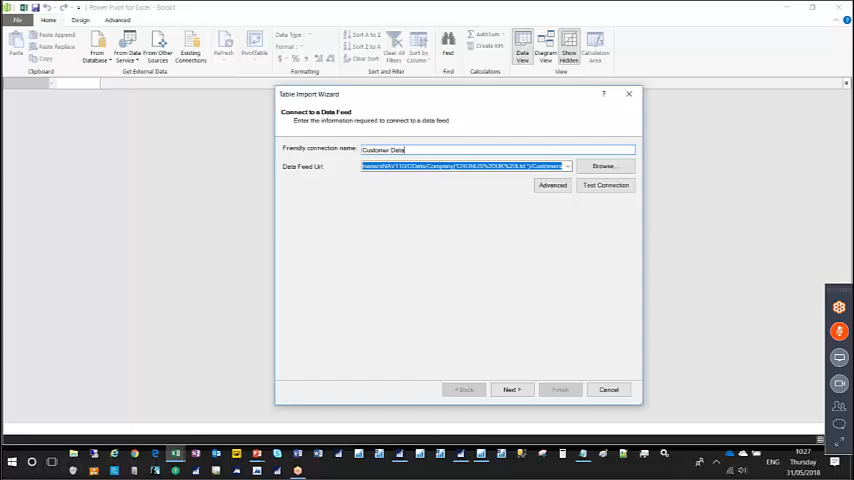 Power Pivot for Excel - Book1
File Home Design Advanced
Paste Append
Paste Replace
Paste Copy
Clipboard
From Database
From Data Service
From Other Sources
Existing Connections
Get External Data
Refresh
PivotTable
Data Type :
Format :
$ %
Formatting
Sort A to Z
Sort Z to A
Clear Sort
Clear All Filters
Sort by Column
Sort and Filter
Find
Find
AutoSum
Create KPI
Calculations
Data View
Diagram View
Show Hidden
Calculation Area
View
Table Import Wizard
?
Connect to a Data Feed
Enter the information required to connect to a data feed
Friendly connection name: Customer Data
Data Feed Url: Browse...
Advanced Test Connection
< Back Next > Finish Cancel
10:27
ENG Thursday
31/05/2018